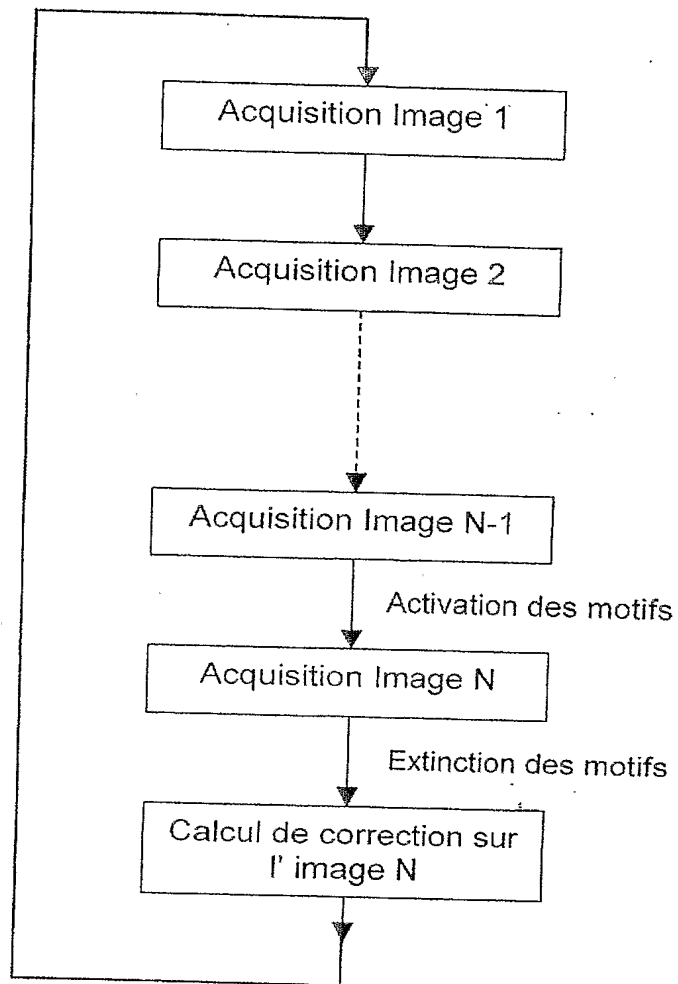 Acquisition Image 1
Acquisition Image 2
Acquisition Image N-1
Activation des motifs
Acquisition Image N
Extinction des motifs
Calcul de correction sur
l' image N